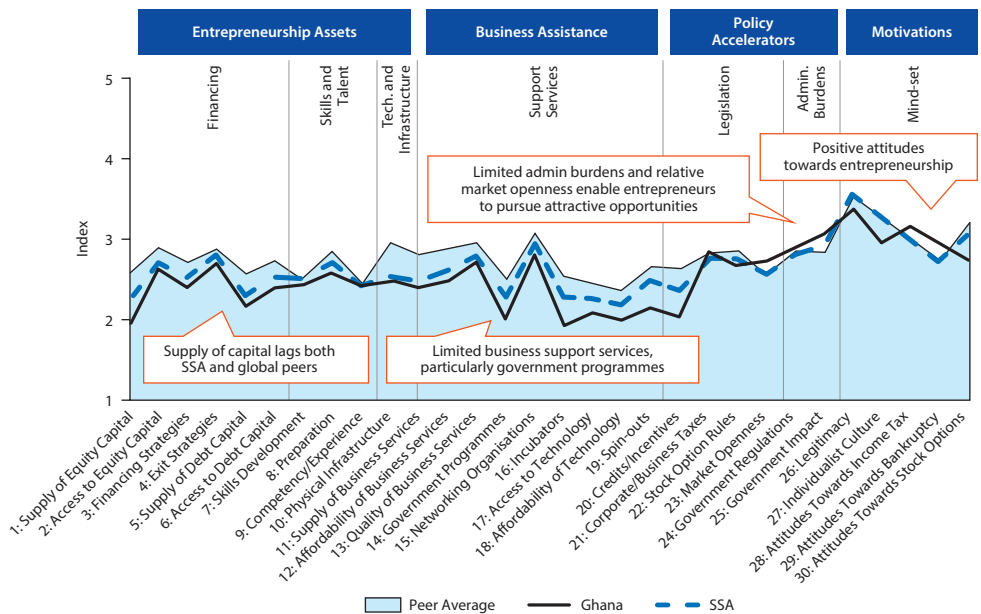 Entrepreneurship Assets
Business Assistance
Policy
Accelerators
Motivations
Financing
Skills and
Talent
Tech. and
Infrastructure
Support
Services
Legislation
Admin.
Burdens
Mind-set
Index
5
4
3
2
1
Limited admin burdens and relative
market openness enable entrepreneurs
to pursue attractive opportunities
Positive attitudes
towards entrepreneurship
Supply of capital lags both
SSA and global peers
Limited business support services,
particularly government programmes
1: Supply of Equity Capital
2: Access to Equity Capital
3: Financing Strategies
4: Exit Strategies
5: Supply of Debt Capital
6: Access to Debt Capital
7: Skills Development
8: Preparation
9: Competency/Experience
10: Physical Infrastructure
11: Supply of Business Services
12: Affordability of Business Services
13: Quality of Business Services
14: Government Programmes
15: Networking Organisations
16: Incubators
17: Access to Technology
18: Affordability of Technology
19: Spin-outs
20: Credits/Incentives
21: Corporate/Business Taxes
22: Stock Option Rules
23: Market Openness
24: Government Regulations
25: Government Impact
26: Legitimacy
27: Individualist Culture
28: Attitudes Towards Income Tax
29: Attitudes Towards Bankruptcy
30: Attitudes Towards Stock Options
Peer Average
Ghana
SSA